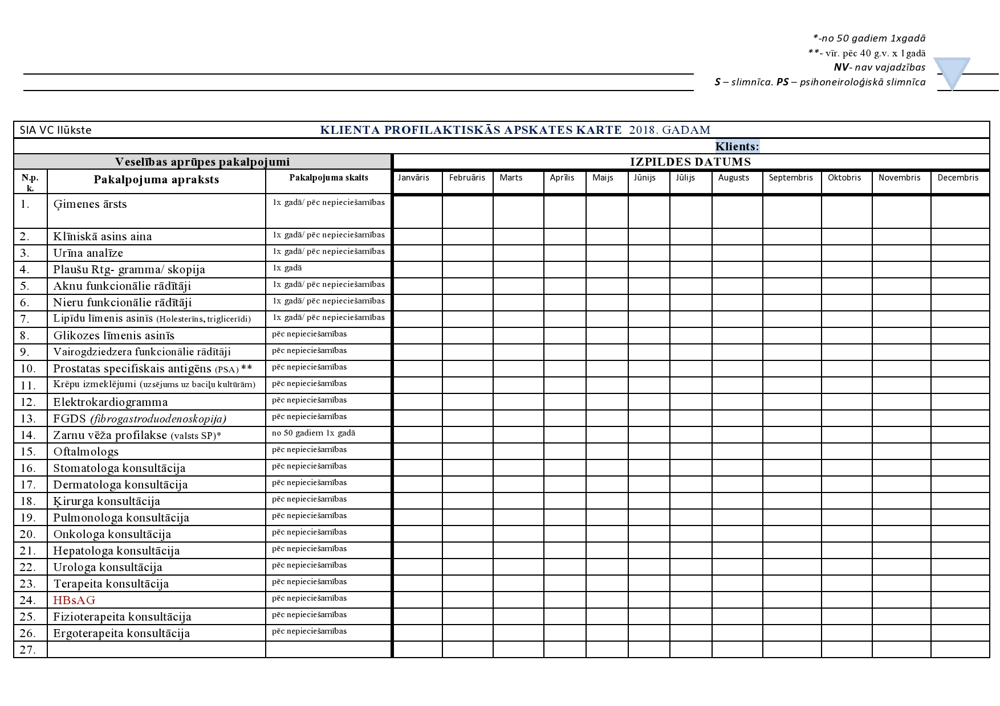 *-no 50 gadiem 1xgadā
**- vīr. pēc 40 g.v. x 1gadā
NV- nav vajadzības
S – slimnīca. PS – psihoneiroloģiskā slimnīca
SIA VC Ilūkste KLIENTA PROFILAKTISKĀS APSKATES KARTE 2018. GADAM
Klients:
Veselības aprūpes pakalpojumi IZPILDES DATUMS
N.p.k. Pakalpojuma apraksts Pakalpojuma skaits Janvāris Februāris Marts Aprīlis Maijs Jūnijs Jūlijs Augusts Septembris Oktobris Novembris Decembris
1. Ģimenes ārsts 1x gadā/ pēc nepieciešamības
2. Klīniskā asins aina 1x gadā/ pēc nepieciešamības
3. Urīna analīze 1x gadā/ pēc nepieciešamības
4. Plaušu Rtg- gramma/ skopija 1x gadā
5. Aknu funkcionālie rādītāji 1x gadā/ pēc nepieciešamības
6. Nieru funkcionālie rādītāji 1x gadā/ pēc nepieciešamības
7. Lipīdu līmenis asinīs (Holesterīns, triglicerīdi) 1x gadā/ pēc nepieciešamības
8. Glikozes līmenis asinīs pēc nepieciešamības
9. Vairogdziedzera funkcionālie rādītāji pēc nepieciešamības
10. Prostatas specifiskais antigēns (PSA) ** pēc nepieciešamības
11. Krēpu izmeklējumi (uzsējums uz baciļu kultūrām) pēc nepieciešamības
12. Elektrokardiogramma pēc nepieciešamības
13. FGDS (fibrogastroduodenoskopija) pēc nepieciešamības
14. Zarnu vēža profilakse (valsts SP)* no 50 gadiem 1x gadā
15. Oftalmologs pēc nepieciešamības
16. Stomatologa konsultācija pēc nepieciešamības
17. Dermatologa konsultācija pēc nepieciešamības
18. Ķirurga konsultācija pēc nepieciešamības
19. Pulmonologa konsultācija pēc nepieciešamības
20. Onkologa konsultācija pēc nepieciešamības
21. Hepatologa konsultācija pēc nepieciešamības
22. Urologa konsultācija pēc nepieciešamības
23. Terapeita konsultācija pēc nepieciešamības
24. HBsAG pēc nepieciešamības
25. Fizioterapeita konsultācija pēc nepieciešamības
26. Ergoterapeita konsultācija pēc nepieciešamības
27.